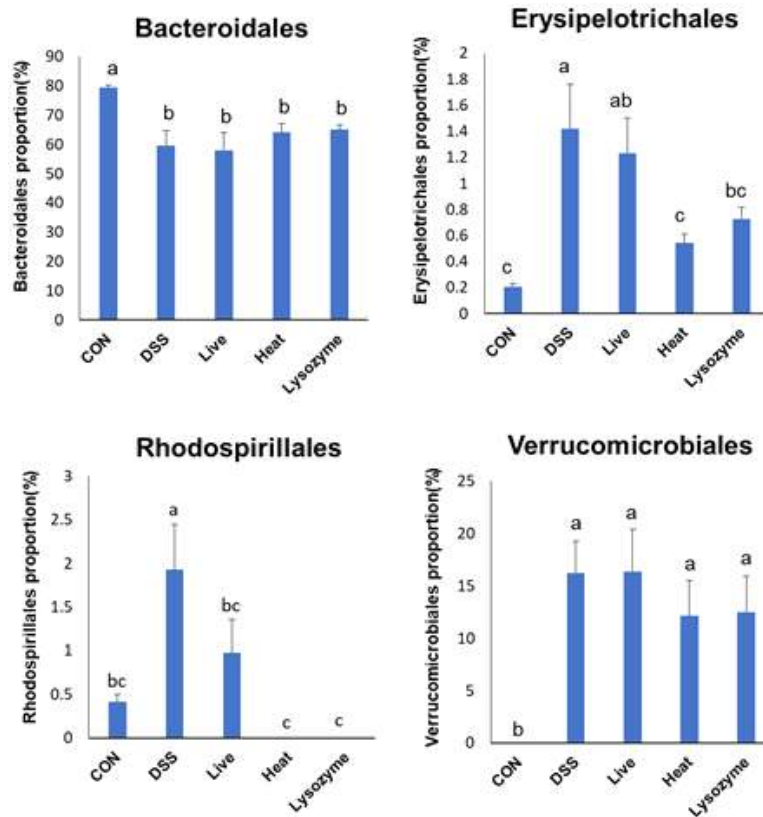 Bacteroidales
Bacteroidales proportion(%)
90
80
70
60
50
40
30
20
10
0
a
b
b
b
b
CON
DSS
Live
Heat
Lysozyme
Erysipelotrichales
Erysipelotrichales proportion(%)
2
1.8
1.6
1.4
1.2
1
0.8
0.6
0.4
0.2
0
c
a
ab
c
bc
CON
DSS
Live
Heat
Lysozyme
Rhodospirillales
Rhodospirillales proportion(%)
3
2.5
2
1.5
1
0.5
0
bc
a
bc
c
c
CON
DSS
Live
Heat
Lysozyme
Verrucomicrobiales
Verrucomicrobiales proportion(%)
25
20
15
10
5
0
b
a
a
a
a
CON
DSS
Live
Heat
Lysozyme